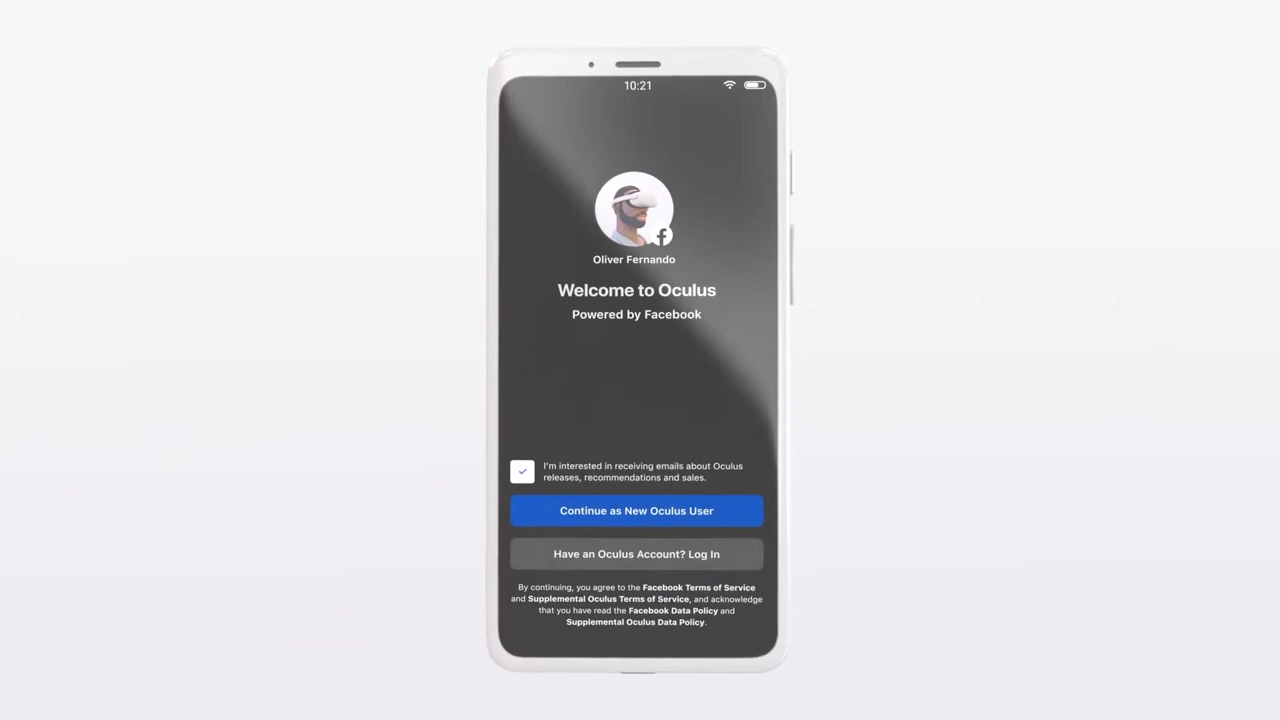 10:21
Oliver Fernando
Welcome to Oculus
Powered by Facebook
I'm interested in receiving emails about Oculus
releases, recommendations and sales.
Continue as New Oculus User
Have an Oculus Account? Log In
By continuing, you agree to the Facebook Terms of Service
and Supplemental Oculus Terms of Service, and acknowledge
that you have read the Facebook Data Policy and
Supplemental Oculus Data Policy.